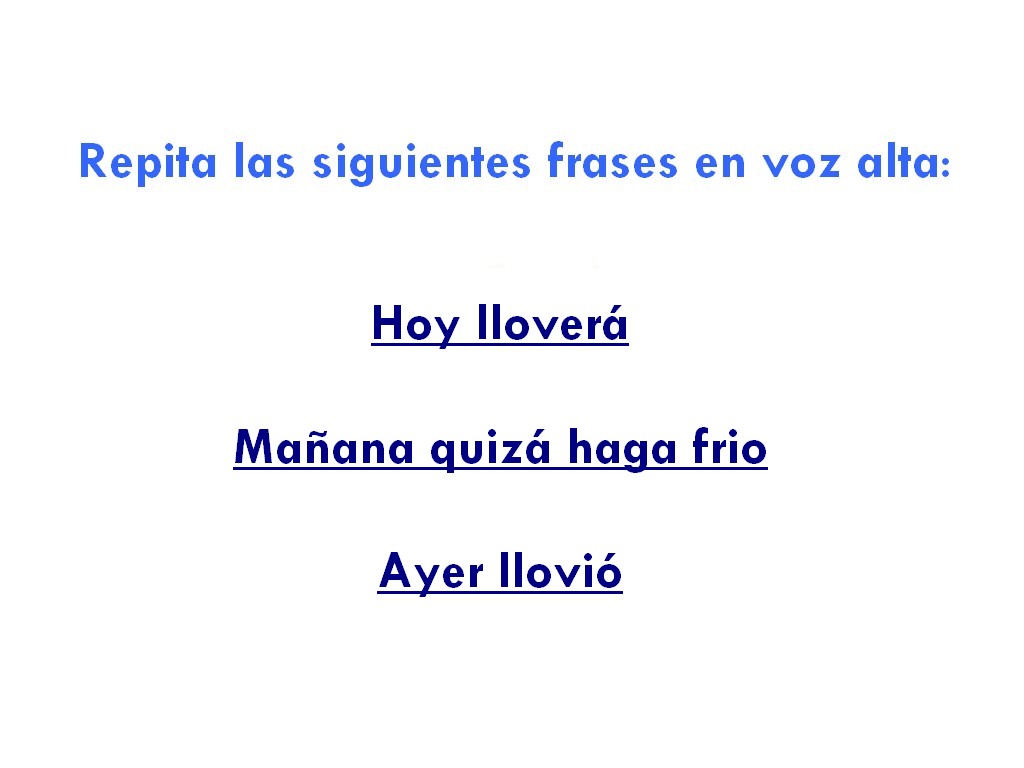 Repita las siguientes frases en voz alta:
Hoy lloverá
Mañana quizá haga frio
Ayer llovió